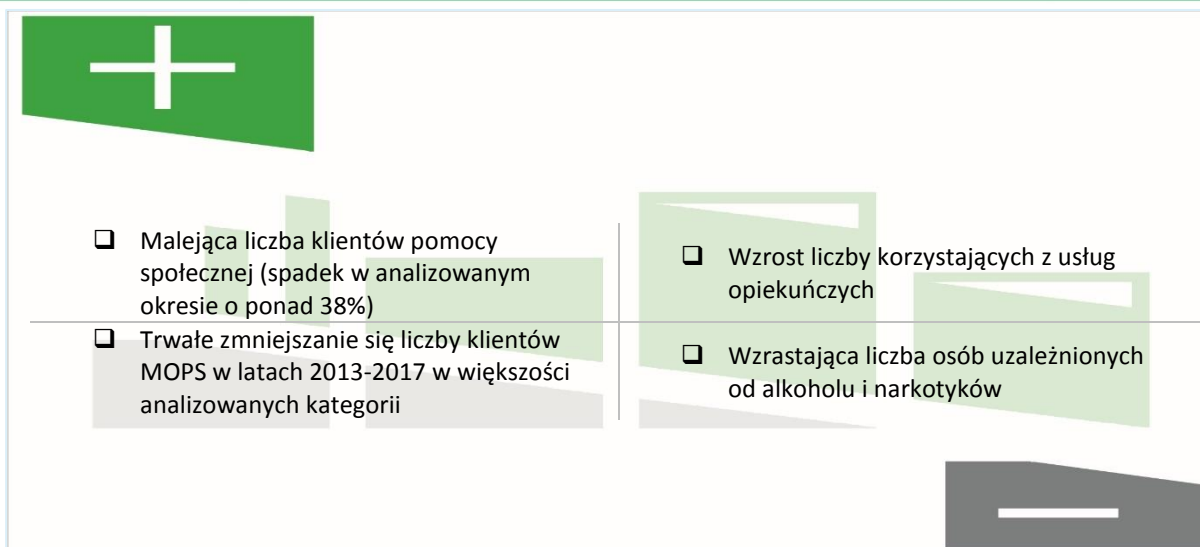 ❑ Malejąca liczba klientów pomocy
społecznej (spadek w analizowanym
okresie o ponad 38%)
❑ Trwałe zmniejszanie się liczby klientów
MOPS w latach 2013-2017 w większości
analizowanych kategorii
❑ Wzrost liczby korzystających z usług
opiekuńczych
❑ Wzrastająca liczba osób uzależnionych
od alkoholu i narkotyków